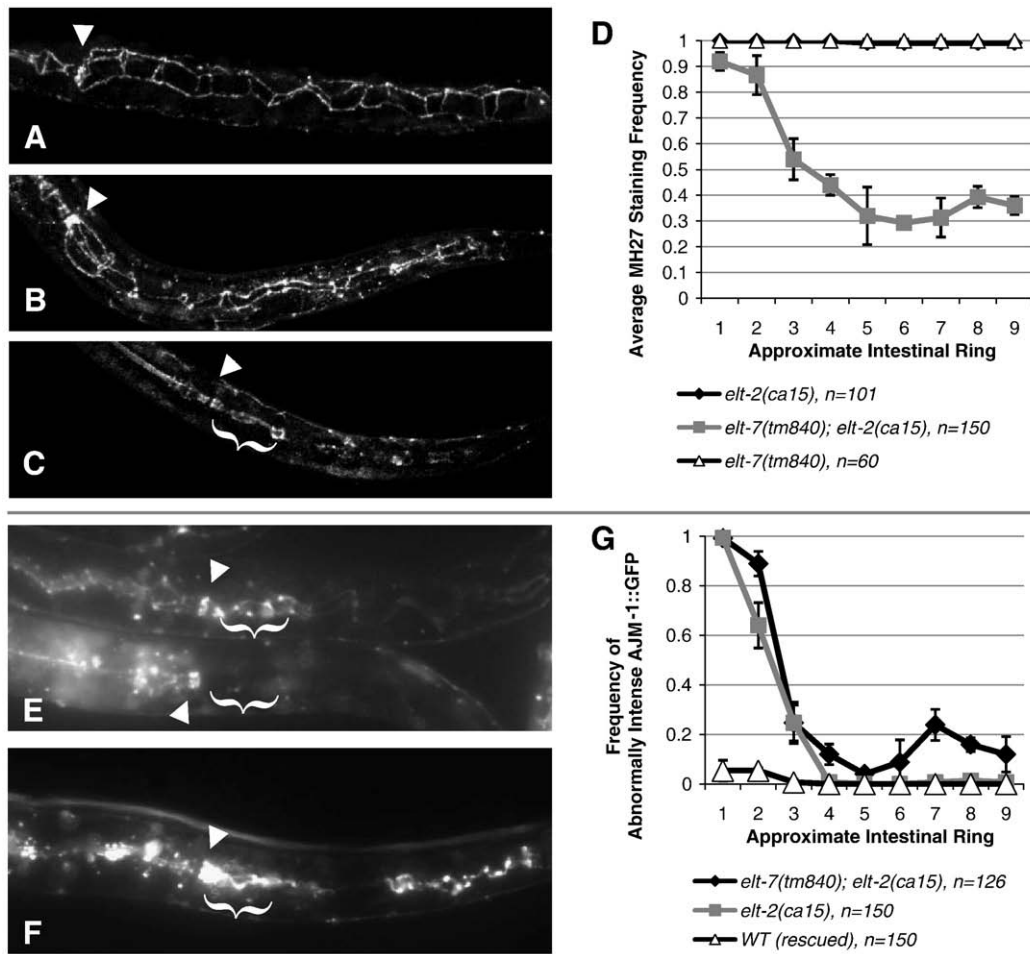 A
B
C
D
1
0.9
0.8
0.7
0.6
0.5
0.4
0.3
0.2
0.1
0
Average MH27 Staining Frequency
1 2 3 4 5 6 7 8 9
Approximate Intestinal Ring
elt-2(ca15), n=101
elt-7(tm840); elt-2(ca15), n=150
elt-7(tm840), n=60
E
F
G
1
0.8
0.6
0.4
0.2
0
Frequency of
Abnormally Intense AJM-1::GFP
1 2 3 4 5 6 7 8 9
Approximate Intestinal Ring
elt-7(tm840); elt-2(ca15), n=126
elt-2(ca15), n=150
WT (rescued), n=150